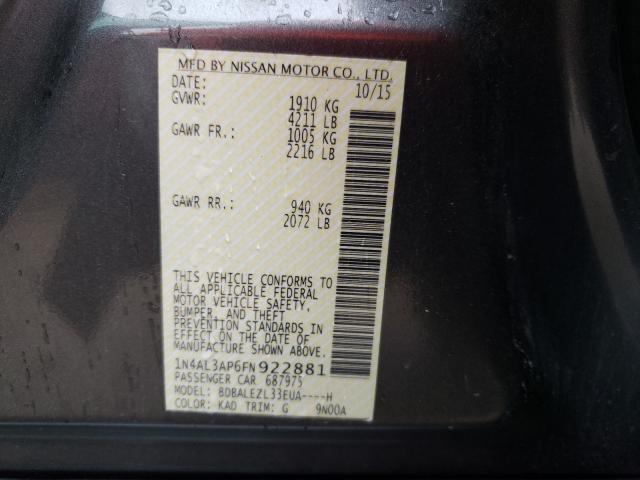 MFD BY NISSAN MOTOR CO., LTD.
DATE: 10/15
GVWR: 1910 KG
4211 LB
GAWR FR.: 1005 KG
2216 LB
GAWR RR.: 940 KG
2072 LB
THIS VEHICLE CONFORMS TO
ALL APPLICABLE FEDERAL
MOTOR VEHICLE SAFETY,
BUMPER, AND THEFT
PREVENTION STANDARDS IN
EFFECT ON THE DATE OF
MANUFACTURE SHOWN ABOVE.
1N4AL3AP6FN922881
PASSENGER CAR 687975
MODEL: BDBALEZL33EUA----H
COLOR: KAD TRIM: G 9N00A